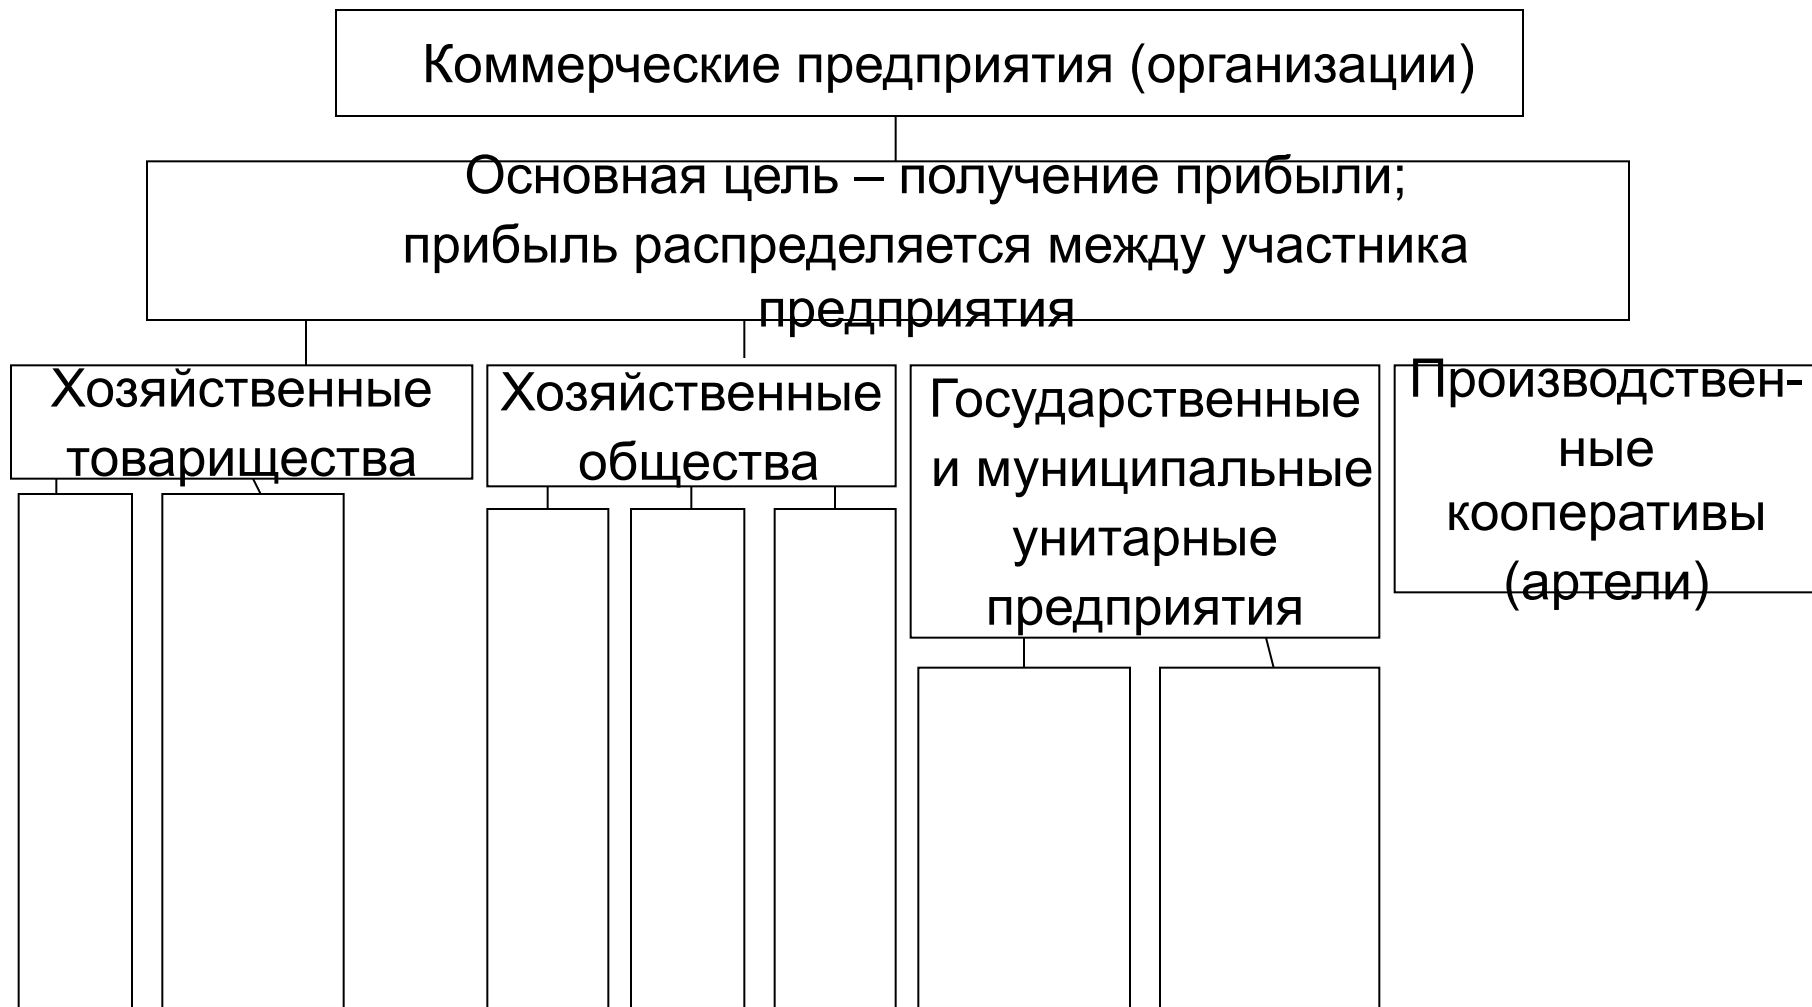 Коммерческие предприятия (организации)
Основная цель – получение прибыли;
прибыль распределяется между участника
предприятия
Хозяйственные
товарищества
Хозяйственные
общества
Государственные
и муниципальные
унитарные
предприятия
Производствен-
ные
кооперативы
(артели)